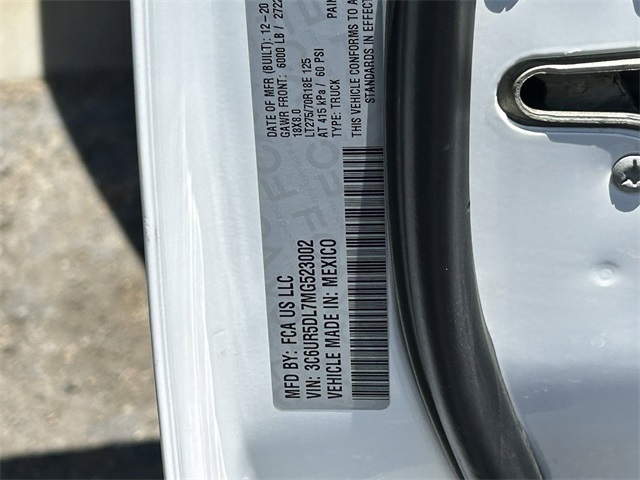 MFD BY: FCA US LLC
VIN: 3C6UR5DL7MG523002
VEHICLE MADE IN: MEXICO
DATE OF MFR (BUILT): 12-20
GAWR FRONT: 6000 LB / 272
18X8.0
LT275/70R18E 125
AT 415 kPa / 60 PSI
TYPE: TRUCK
PAIN
THIS VEHICLE CONFORMS TO A
STANDARDS IN EFFECT